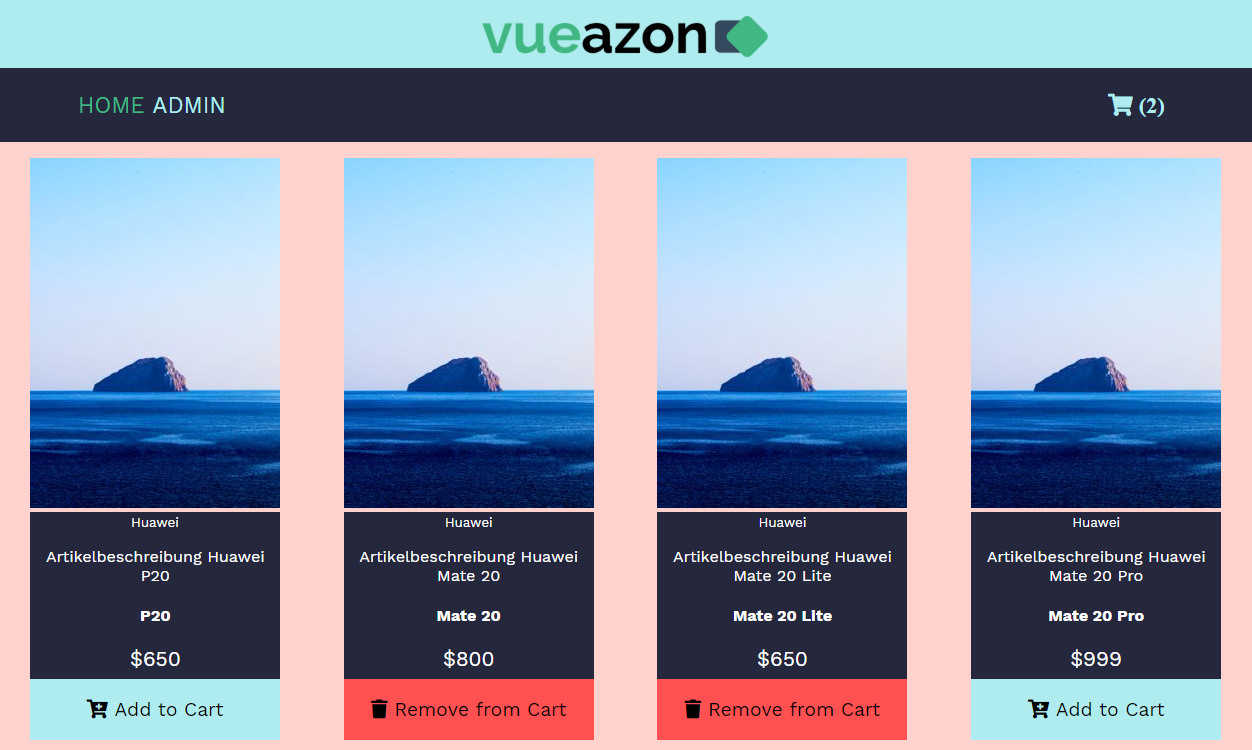 vueazon
HOME ADMIN
(2)
Huawei
Artikelbeschreibung Huawei
P20
P20
$650
Add to Cart
Huawei
Artikelbeschreibung Huawei
Mate 20
Mate 20
$800
Remove from Cart
Huawei
Artikelbeschreibung Huawei
Mate 20 Lite
Mate 20 Lite
$650
Remove from Cart
Huawei
Artikelbeschreibung Huawei
Mate 20 Pro
Mate 20 Pro
$999
Add to Cart